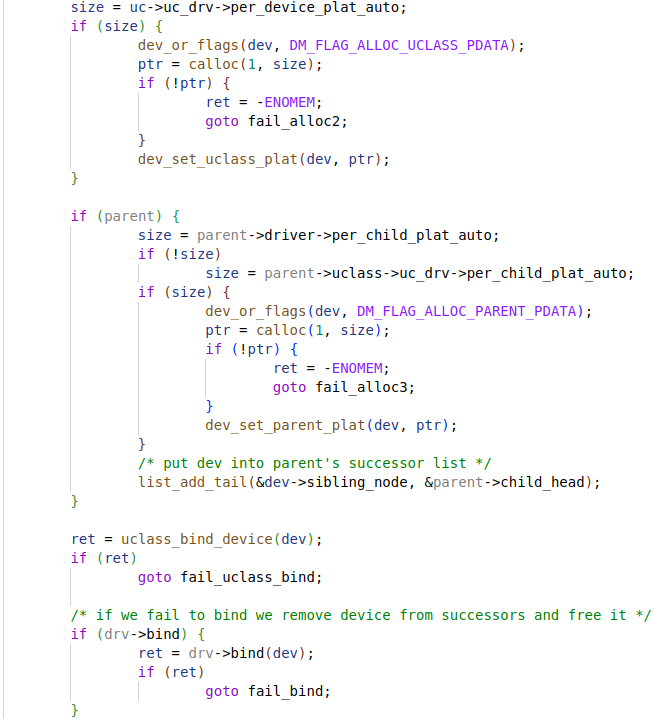 size = uc->uc_drv->per_device_plat_auto;
if (size) {
dev_or_flags(dev, DM_FLAG_ALLOC_UCLASS_PDATA);
ptr = calloc(1, size);
if (!ptr) {
ret = -ENOMEM;
goto fail_alloc2;
}
dev_set_uclass_plat(dev, ptr);
}
if (parent) {
size = parent->driver->per_child_plat_auto;
if (!size)
size = parent->uclass->uc_drv->per_child_plat_auto;
if (size) {
dev_or_flags(dev, DM_FLAG_ALLOC_PARENT_PDATA);
ptr = calloc(1, size);
if (!ptr) {
ret = -ENOMEM;
goto fail_alloc3;
}
dev_set_parent_plat(dev, ptr);
}
/* put dev into parent's successor list */
list_add_tail(&dev->sibling_node, &parent->child_head);
}
ret = uclass_bind_device(dev);
if (ret)
goto fail_uclass_bind;
/* if we fail to bind we remove device from successors and free it */
if (drv->bind) {
ret = drv->bind(dev);
if (ret)
goto fail_bind;
}